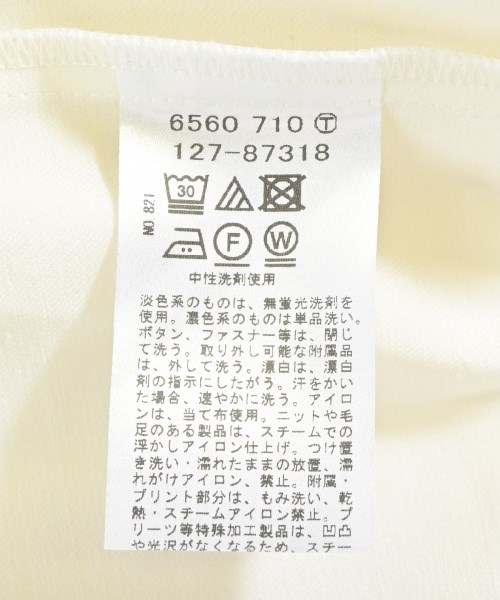 6560 710 Ⓣ
127-87318
NO 821
30
F W
中性洗剤使用
淡色系のものは、無蛍光洗剤を
使用。濃色系のものは単品洗い。
ボタン、ファスナー等は、閉じ
て洗う。取り外し可能な附属品
は、外して洗う。漂白は、漂白
剤の指示にしたがう。汗をかい
た場合、速やかに洗う。アイロ
ンは、当て布使用。ニットや毛
足のある製品は、スチームでの
浮かしアイロン仕上げ。つけ置
き洗い・濡れたままの放置、濡
れがけアイロン、禁止。附属・
プリント部分は、もみ洗い、乾
熱・スチームアイロン禁止。プ
リーツ等特殊加工製品は、凹凸
や光沢がなくなるため、スチー